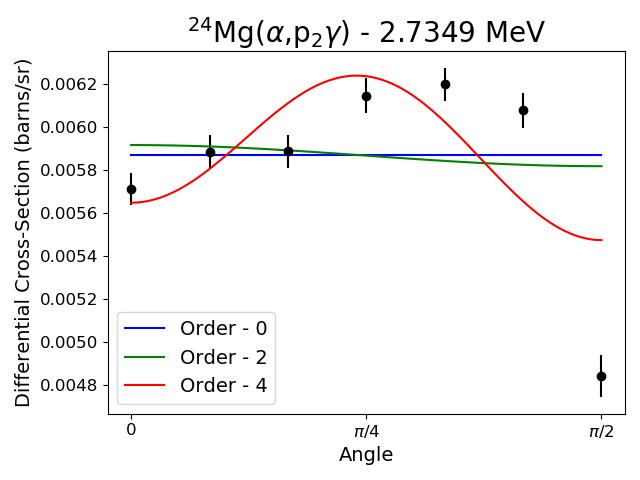 ²⁴Mg(α,p₂γ) - 2.7349 MeV
Differential Cross-Section (barns/sr)
0.0062
0.0060
0.0058
0.0056
0.0054
0.0052
0.0050
0.0048
Order - 0
Order - 2
Order - 4
0 π/4 π/2
Angle